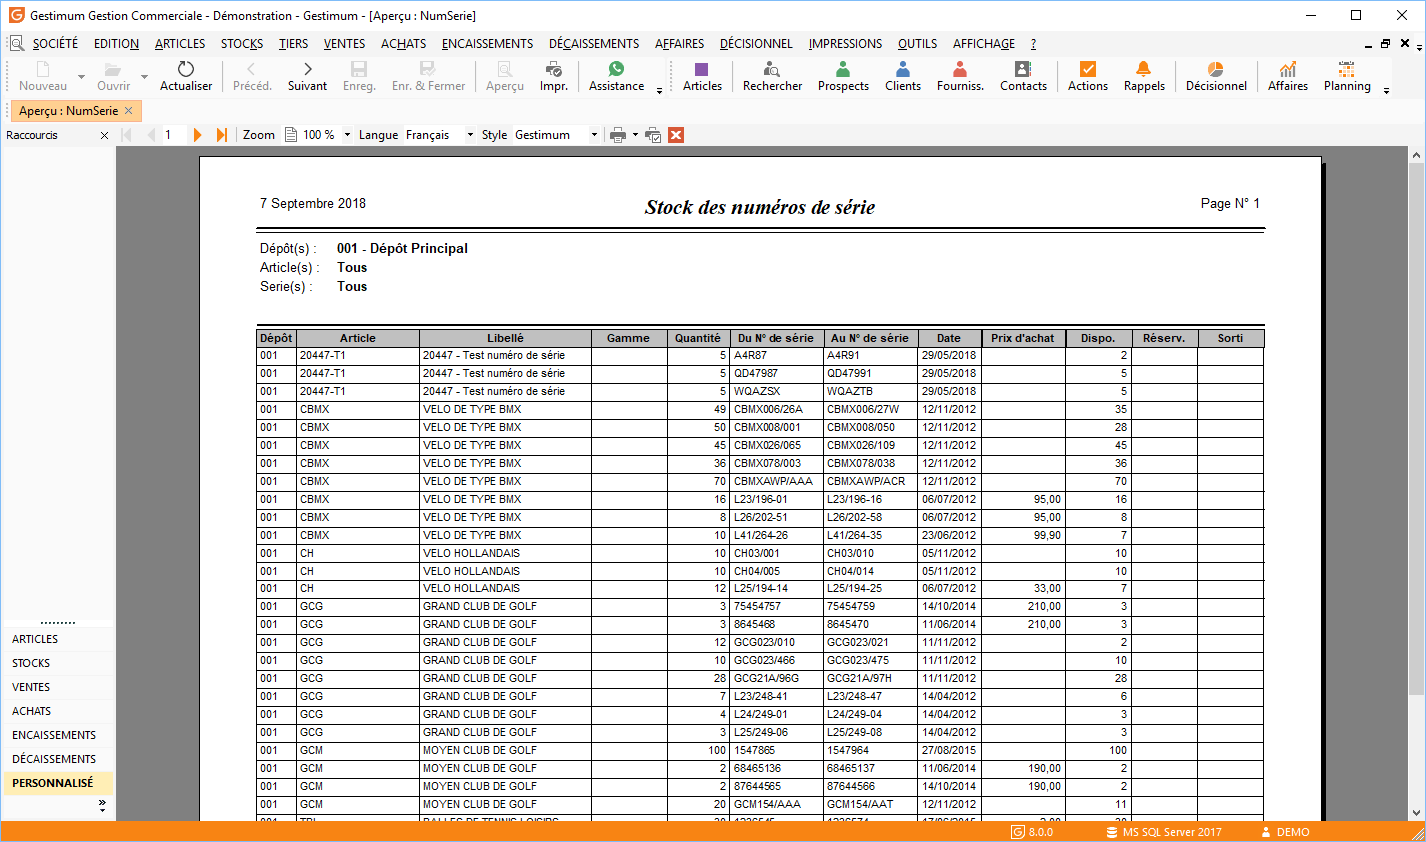 Gestimum Gestion Commerciale - Démonstration - Gestimum - [Aperçu : NumSerie]
SOCIÉTÉ EDITION ARTICLES STOCKS TIERS VENTES ACHATS ENCAISSEMENTS DÉCAISSEMENTS AFFAIRES DÉCISIONNEL IMPRESSIONS OUTILS AFFICHAGE ?
Nouveau Ouvrir Actualiser Précéd. Suivant Enreg. Enr. & Fermer Aperçu Impr. Assistance Articles Rechercher Prospects Clients Fourniss. Contacts Actions Rappels Décisionnel Affaires Planning
Aperçu : NumSerie
Raccourcis 1 Zoom 100 % Langue Français Style Gestimum
7 Septembre 2018 Stock des numéros de série Page N° 1
Dépôt(s) : 001 - Dépôt Principal
Article(s) : Tous
Serie(s) : Tous
Dépôt Article Libellé Gamme Quantité Du N° de série Au N° de série Date Prix d'achat Dispo. Réserv. Sorti
001 20447-T1 20447 - Test numéro de série 5 A4R87 A4R91 29/05/2018 2
001 20447-T1 20447 - Test numéro de série 5 QD47987 QD47991 29/05/2018 5
001 20447-T1 20447 - Test numéro de série 5 WQAZSX WQAZTB 29/05/2018 5
001 CBMX VELO DE TYPE BMX 49 CBMX006/26A CBMX006/27W 12/11/2012 35
001 CBMX VELO DE TYPE BMX 50 CBMX008/001 CBMX008/050 12/11/2012 28
001 CBMX VELO DE TYPE BMX 45 CBMX026/065 CBMX026/109 12/11/2012 45
001 CBMX VELO DE TYPE BMX 36 CBMX078/003 CBMX078/038 12/11/2012 36
001 CBMX VELO DE TYPE BMX 70 CBMXAWP/AAA CBMXAWP/ACR 12/11/2012 70
001 CBMX VELO DE TYPE BMX 16 L23/196-01 L23/196-16 06/07/2012 95,00 16
001 CBMX VELO DE TYPE BMX 8 L26/202-51 L26/202-58 06/07/2012 95,00 8
001 CBMX VELO DE TYPE BMX 10 L41/264-26 L41/264-35 23/06/2012 99,90 7
001 CH VELO HOLLANDAIS 10 CH03/001 CH03/010 05/11/2012 10
001 CH VELO HOLLANDAIS 10 CH04/005 CH04/014 05/11/2012 10
001 CH VELO HOLLANDAIS 12 L25/194-14 L25/194-25 06/07/2012 33,00 7
001 GCG GRAND CLUB DE GOLF 3 75454757 75454759 14/10/2014 210,00 3
001 GCG GRAND CLUB DE GOLF 3 8645468 8645470 11/06/2014 210,00 3
001 GCG GRAND CLUB DE GOLF 12 GCG023/010 GCG023/021 11/11/2012 2
001 GCG GRAND CLUB DE GOLF 10 GCG023/466 GCG023/475 11/11/2012 10
001 GCG GRAND CLUB DE GOLF 28 GCG21A/96G GCG21A/97H 11/11/2012 28
001 GCG GRAND CLUB DE GOLF 7 L23/248-41 L23/248-47 14/04/2012 6
001 GCG GRAND CLUB DE GOLF 4 L24/249-01 L24/249-04 14/04/2012 3
001 GCG GRAND CLUB DE GOLF 3 L25/249-06 L25/249-08 14/04/2012 3
001 GCM MOYEN CLUB DE GOLF 100 1547865 1547964 27/08/2015 100
001 GCM MOYEN CLUB DE GOLF 2 68465136 68465137 11/06/2014 190,00 2
001 GCM MOYEN CLUB DE GOLF 2 87644565 87644566 14/10/2014 190,00 2
001 GCM MOYEN CLUB DE GOLF 20 GCM154/AAA GCM154/AAT 12/11/2012 11
ARTICLES
STOCKS
VENTES
ACHATS
ENCAISSEMENTS
DÉCAISSEMENTS
PERSONNALISÉ
8.0.0 MS SQL Server 2017 DEMO